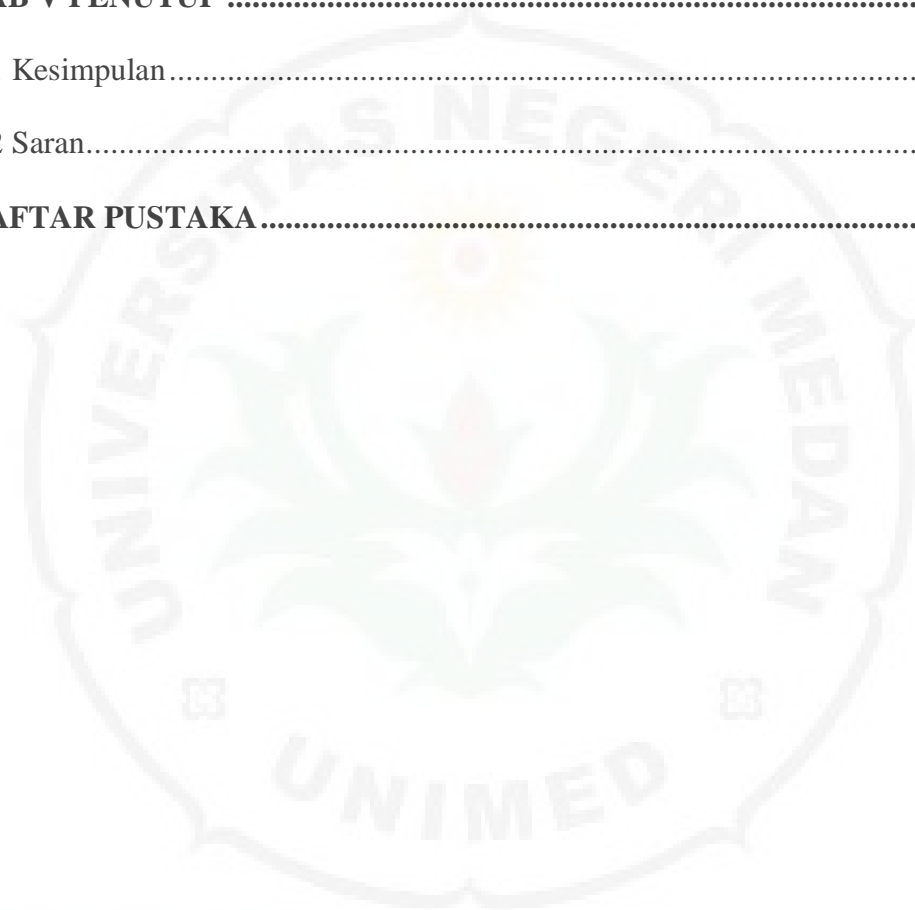 AB V PENUTUP ........................................................................
Kesimpulan ........................................................................
2 Saran ........................................................................
AFTAR PUSTAKA ........................................................................
UNIVERSITAS NEGERI MEDAN
UNIMED